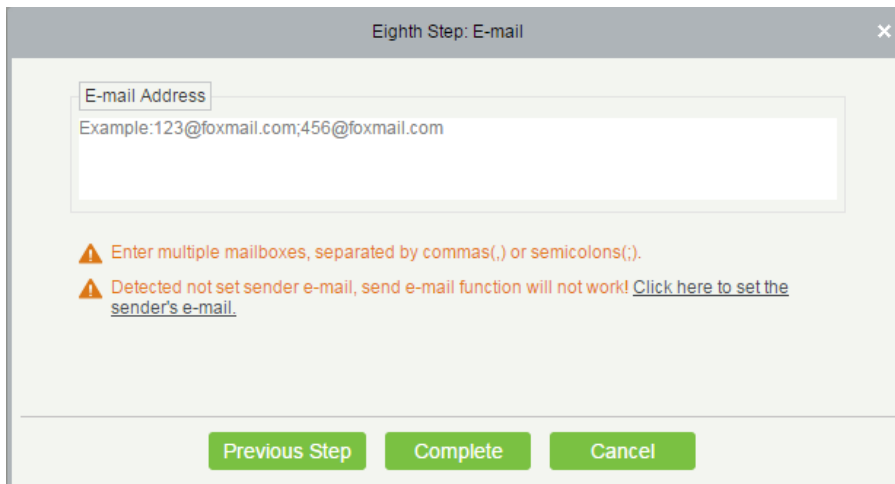 Eighth Step: E-mail
E-mail Address
Example:123@foxmail.com;456@foxmail.com
Enter multiple mailboxes, separated by commas(,) or semicolons(;).
Detected not set sender e-mail, send e-mail function will not work! Click here to set the
sender's e-mail.
Previous Step Complete Cancel